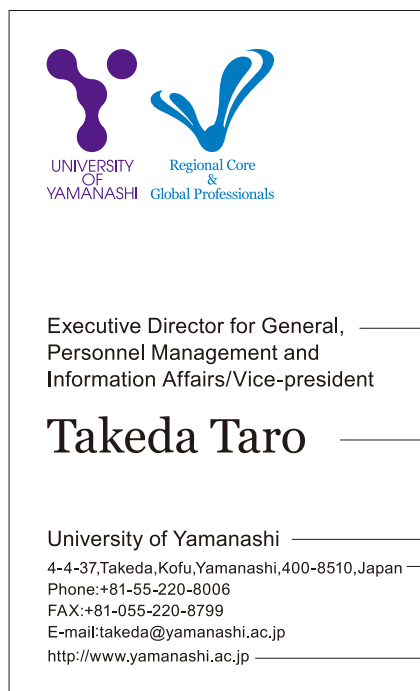 UNIVERSITY
OF
YAMANASHI
Regional Core
&
Global Professionals
Executive Director for General,
Personnel Management and
Information Affairs/Vice-president
Takeda Taro
University of Yamanashi
4-4-37,Takeda,Kofu,Yamanashi,400-8510,Japan
Phone:+81-55-220-8006
FAX:+81-055-220-8799
E-mail:takeda@yamanashi.ac.jp
http://www.yamanashi.ac.jp